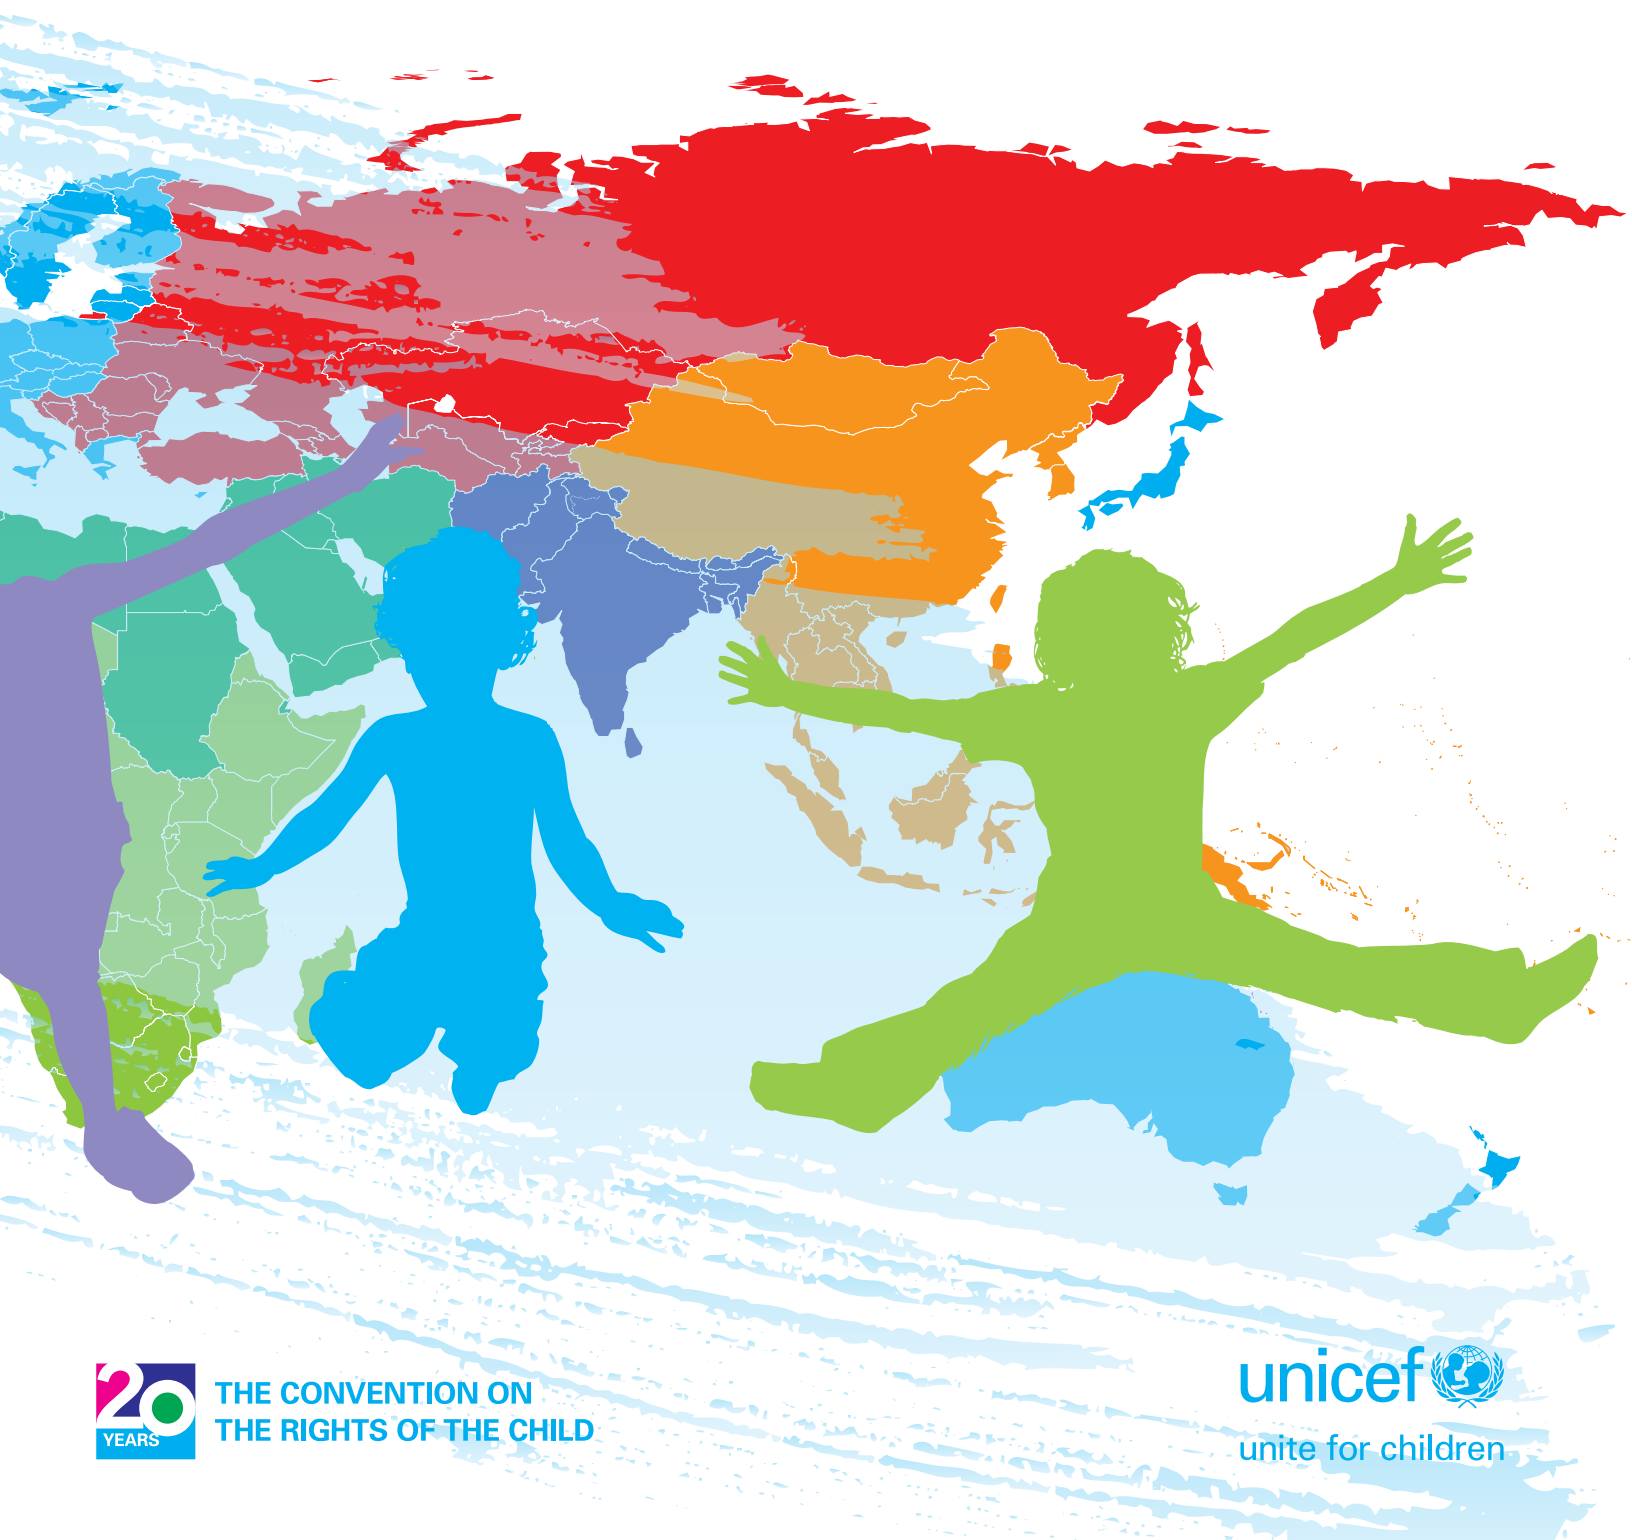 20
YEARS
THE CONVENTION ON
THE RIGHTS OF THE CHILD
unicef
unite for children